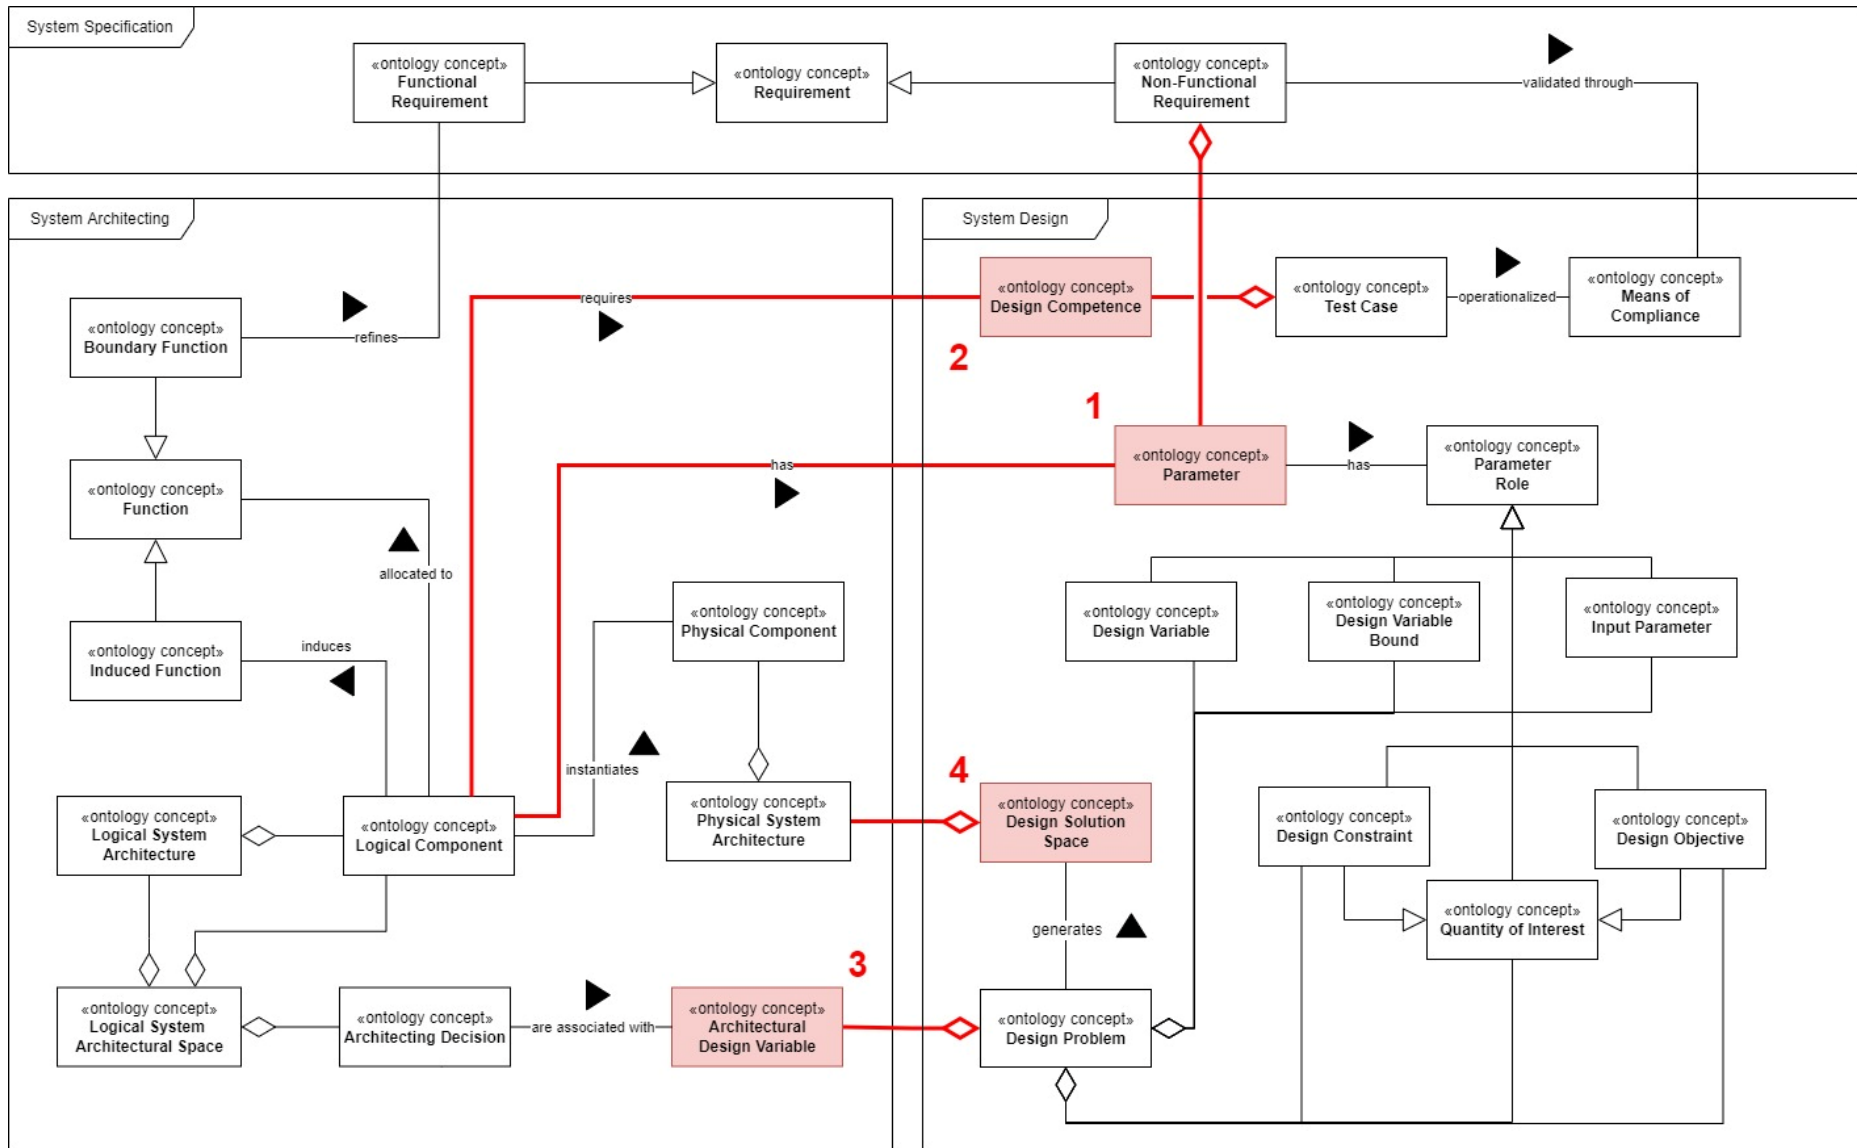 System Specification
«ontology concept»
Functional
Requirement
«ontology concept»
Requirement
«ontology concept»
Non-Functional
Requirement
validated through
System Architecting
System Design
«ontology concept»
Boundary Function
refines
requires
«ontology concept»
Design Competence
2
«ontology concept»
Test Case
operationalized
«ontology concept»
Means of
Compliance
1
«ontology concept»
Function
allocated to
has
«ontology concept»
Parameter
has
«ontology concept»
Parameter
Role
«ontology concept»
Induced Function
induces
«ontology concept»
Physical Component
instantiates
«ontology concept»
Design Variable
«ontology concept»
Design Variable
Bound
«ontology concept»
Input Parameter
«ontology concept»
Logical System
Architecture
«ontology concept»
Logical Component
«ontology concept»
Physical System
Architecture
4
«ontology concept»
Design Solution
Space
«ontology concept»
Design Constraint
«ontology concept»
Design Objective
generates
«ontology concept»
Quantity of Interest
3
«ontology concept»
Logical System
Architectural Space
«ontology concept»
Architecting Decision
are associated with
«ontology concept»
Architectural
Design Variable
«ontology concept»
Design Problem